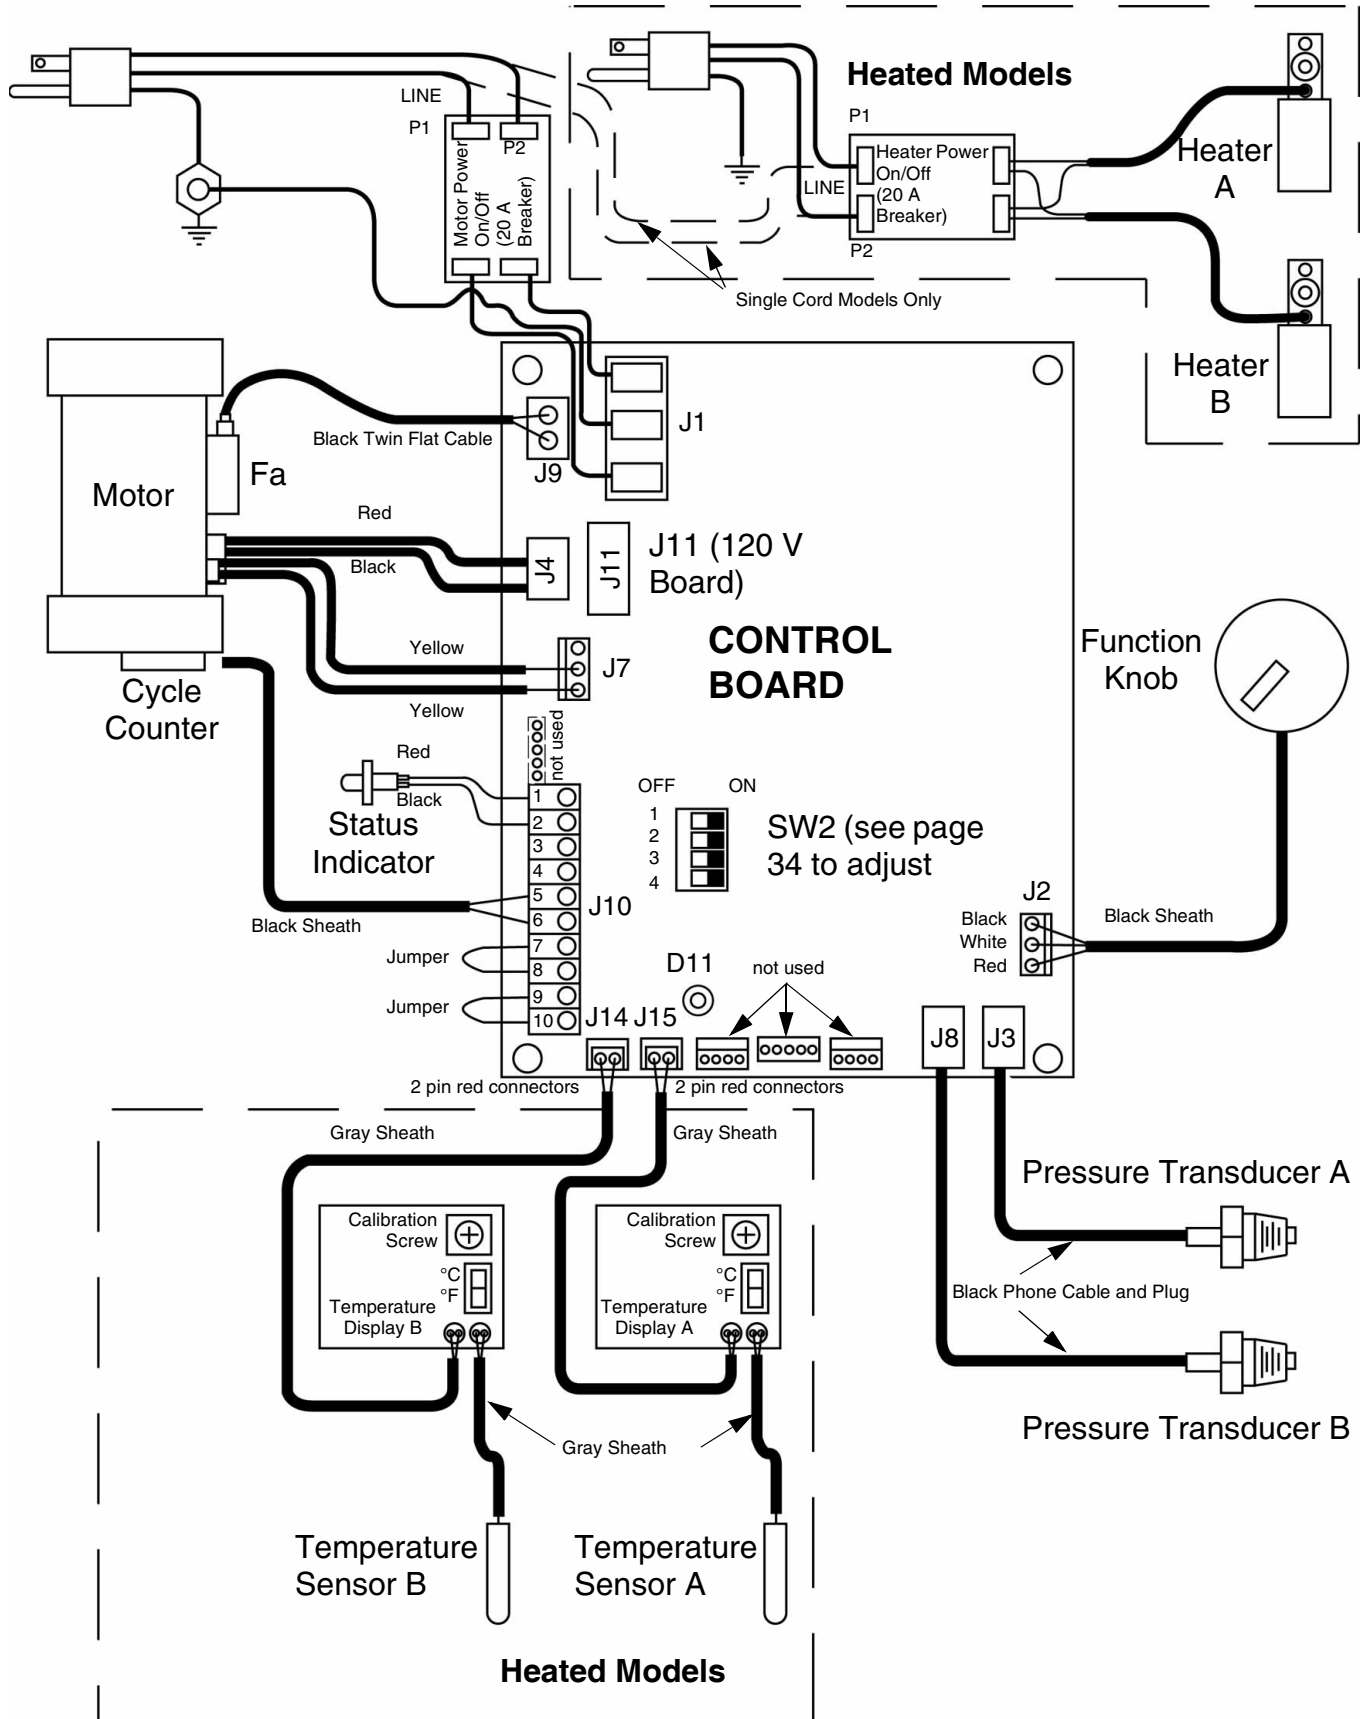 Heated Models
LINE
P1
P2
Motor Power
On/Off
(20 A
Breaker)
P1
Heater Power
On/Off
(20 A
Breaker)
LINE
P2
Heater
A
Single Cord Models Only
Heater
B
Black Twin Flat Cable
J9
J1
Fa
Motor
Red
Black
J4
J11
J11 (120 V
Board)
CONTROL
BOARD
Function
Knob
Yellow
J7
Yellow
Cycle
Counter
not used
Red
Black
Status
Indicator
1
2
3
4
5
6
7
8
9
10
J10
OFF
ON
1
2
3
4
SW2 (see page
34 to adjust
Black Sheath
Jumper
Jumper
J2
Black
White
Red
Black Sheath
D11
not used
J14
J15
J8
J3
2 pin red connectors
2 pin red connectors
Gray Sheath
Gray Sheath
Pressure Transducer A
Calibration
Screw
°C
°F
Temperature
Display B
Calibration
Screw
°C
°F
Temperature
Display A
Black Phone Cable and Plug
Pressure Transducer B
Gray Sheath
Temperature
Sensor B
Temperature
Sensor A
Heated Models